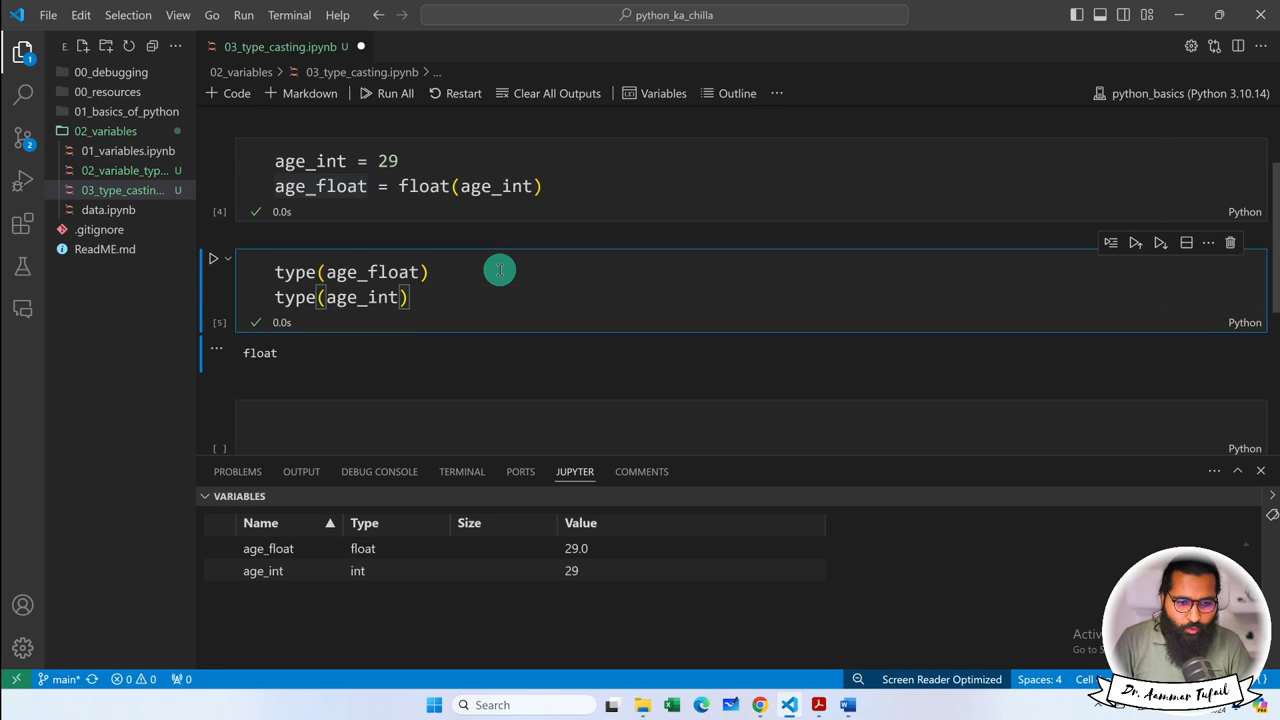 File Edit Selection View Go Run Terminal Help
python_ka_chilla
E
03_type_casting.ipynb U
00_debugging
00_resources
01_basics_of_python
02_variables
01_variables.ipynb
02_variable_typ... U
03_type_castin... U
data.ipynb
.gitignore
ReadME.md
02_variables > 03_type_casting.ipynb > ...
+ Code + Markdown Run All Restart Clear All Outputs Variables Outline ... python_basics (Python 3.10.14)
age_int = 29
age_float = float(age_int)
[4] 0.0s Python
type(age_float)
type(age_int)
[5] 0.0s Python
... float
[ ] Python
PROBLEMS OUTPUT DEBUG CONSOLE TERMINAL PORTS JUPYTER COMMENTS
VARIABLES
Name Type Size Value
age_float float 29.0
age_int int 29
Go to S
Dr. Aammar Tufail
main* 0 0 0 Screen Reader Optimized Spaces: 4 Cell
Search